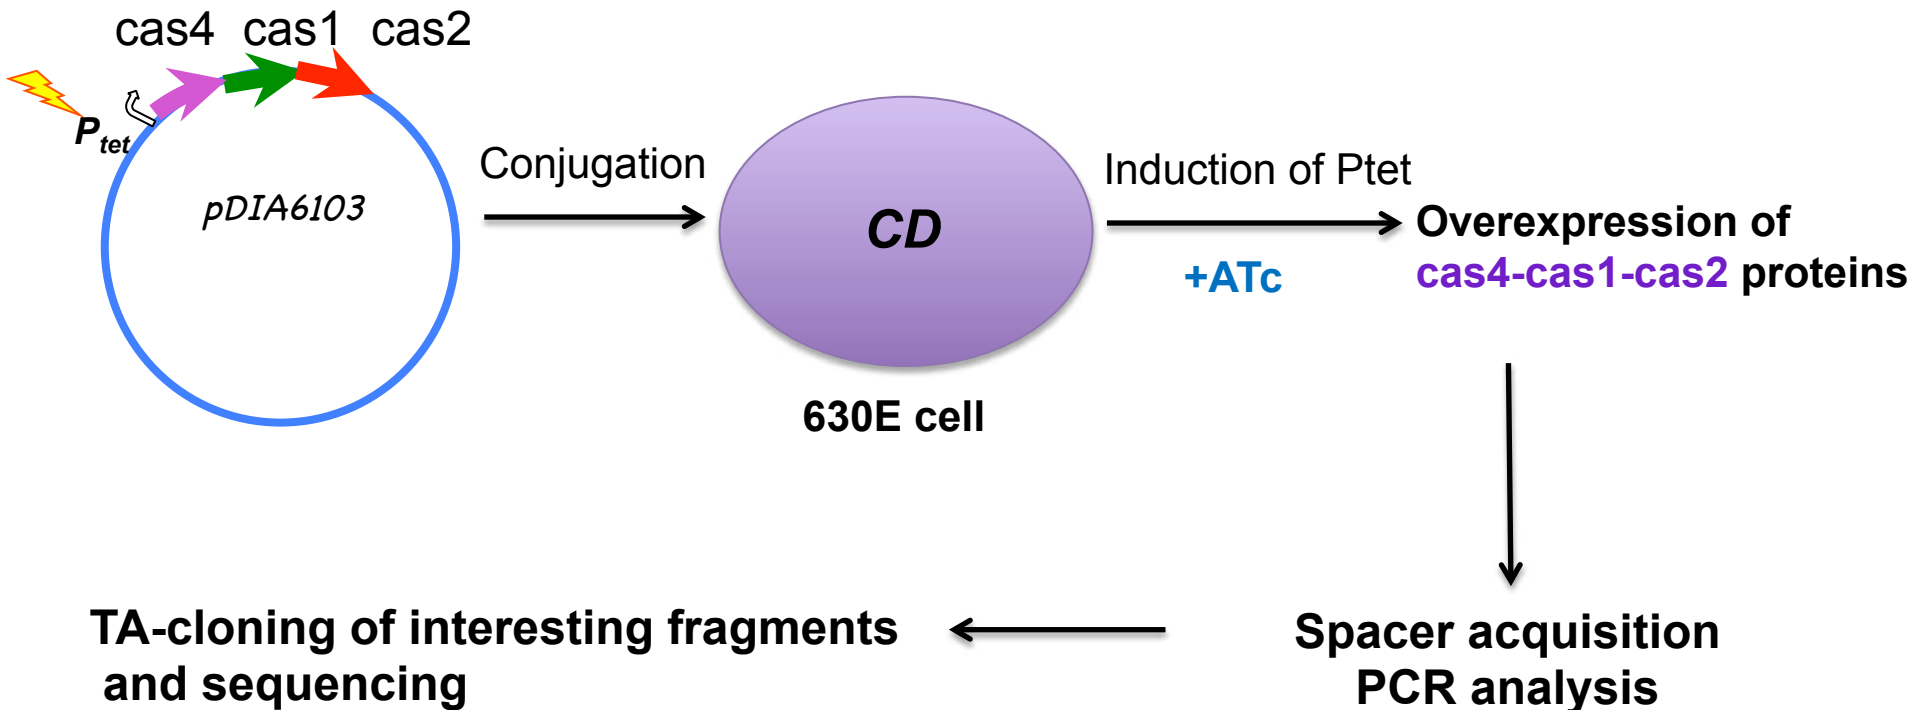 cas4 cas1 cas2
Ptet
pDIA6103
Conjugation
CD
630E cell
Induction of Ptet
+ATc
Overexpression of
cas4-cas1-cas2 proteins
Spacer acquisition
PCR analysis
TA-cloning of interesting fragments
and sequencing